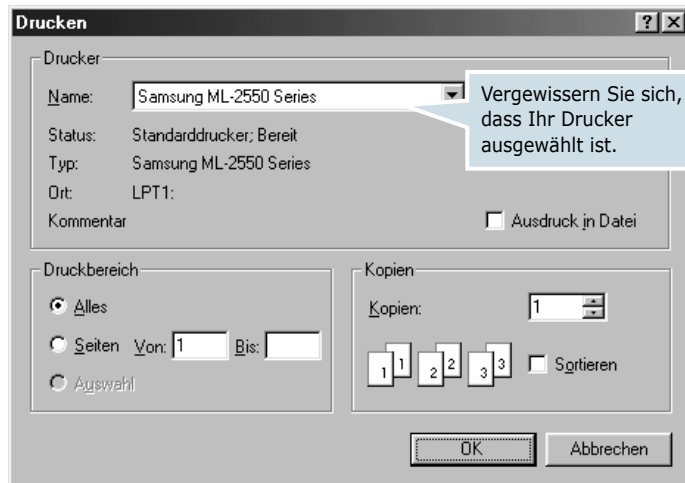 Drucken
Drucker
Name: Samsung ML-2550 Series
Vergewissern Sie sich,
dass Ihr Drucker
ausgewählt ist.
Status: Standarddrucker; Bereit
Typ: Samsung ML-2550 Series
Ort: LPT1:
Kommentar
Ausdruck in Datei
Druckbereich
Alles
Seiten Von: 1 Bis:
Auswahl
Kopien
Kopien: 1
1 1 2 2 3 3 Sortieren
OK Abbrechen